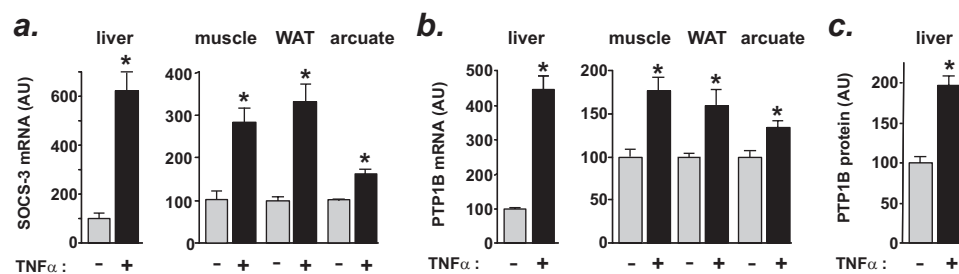 a.
liver
muscle WAT arcuate
SOCS-3 mRNA (AU)
600
400
200
0
*
400
300
200
100
0
* * *
TNFα : - + - + - + - +
b.
liver
muscle WAT arcuate
PTP1B mRNA (AU)
500
400
300
200
100
0
*
200
150
100
50
0
* * *
TNFα : - + - + - + - +
c.
liver
PTP1B protein (AU)
200
150
100
50
0
*
TNFα : - +